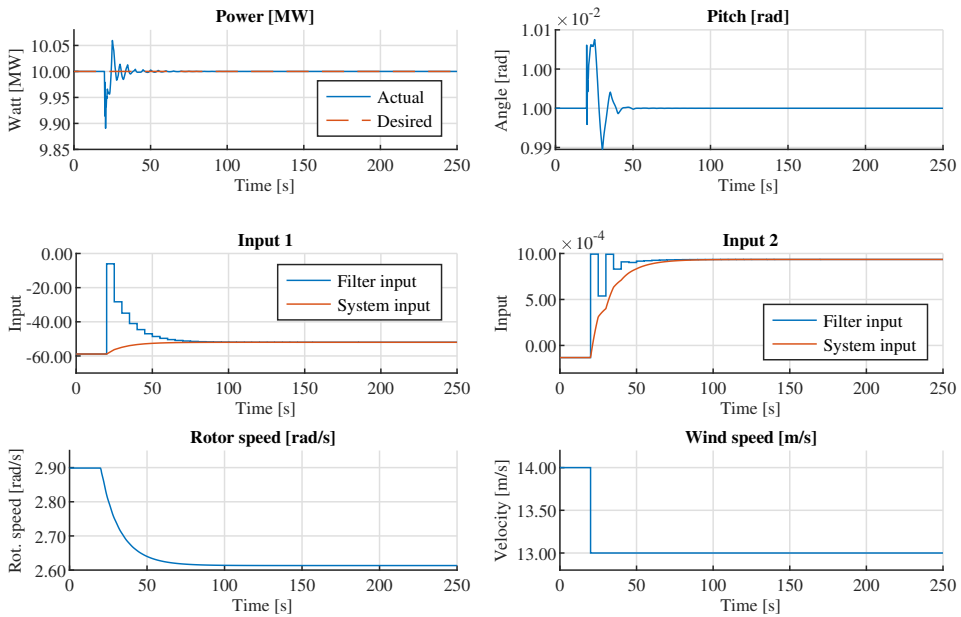 Power [MW]
Watt [MW]
10.05
10.00
9.95
9.90
9.85
Actual
Desired
0 50 100 150 200 250
Time [s]
Pitch [rad]
× 10⁻²
Angle [rad]
1.01
1.00
1.00
0.99
0 50 100 150 200 250
Time [s]
Input 1
Input
0.00
-20.00
-40.00
-60.00
Filter input
System input
0 50 100 150 200 250
Time [s]
Input 2
× 10⁻⁴
Input
10.00
5.00
0.00
Filter input
System input
0 50 100 150 200 250
Time [s]
Rotor speed [rad/s]
Rot. speed [rad/s]
2.90
2.80
2.70
2.60
0 50 100 150 200 250
Time [s]
Wind speed [m/s]
Velocity [m/s]
14.00
13.00
0 50 100 150 200 250
Time [s]